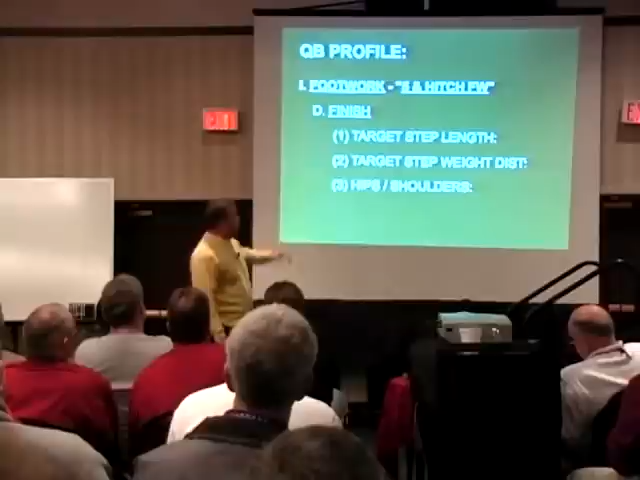 QB PROFILE:
I. FOOTWORK - "5 & HITCH FW"
D. FINISH
(1) TARGET STEP LENGTH:
(2) TARGET STEP WEIGHT DIST:
(3) HIPS / SHOULDERS:
EXIT